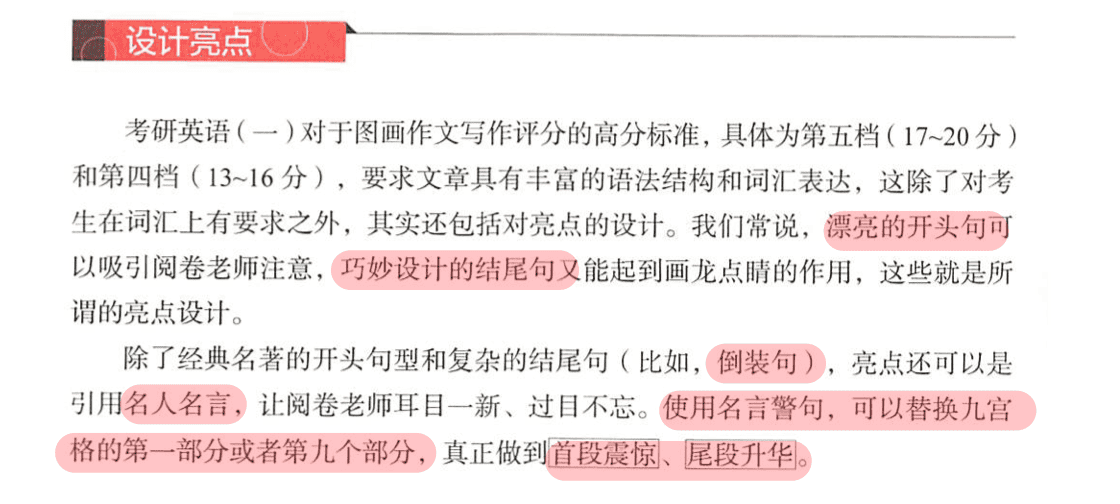 设计亮点
考研英语(一)对于图画作文写作评分的高分标准，具体为第五档（17~20 分）
和第四档（13~16 分），要求文章具有丰富的语法结构和词汇表达，这除了对考
生在词汇上有要求之外，其实还包括对亮点的设计。我们常说，漂亮的开头句可
以吸引阅卷老师注意，巧妙设计的结尾句又能起到画龙点睛的作用，这些就是所
谓的亮点设计。
除了经典名著的开头句型和复杂的结尾句（比如，倒装句），亮点还可以是
引用名人名言，让阅卷老师耳目一新、过目不忘。使用名言警句，可以替换九宫
格的第一部分或者第九个部分，真正做到首段震惊、尾段升华。